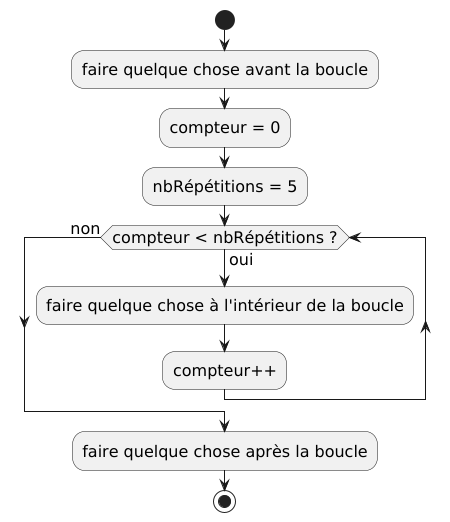 faire quelque chose avant la boucle
compteur = 0
nbRépétitions = 5
non
compteur < nbRépétitions ?
oui
faire quelque chose à l'intérieur de la boucle
compteur++
faire quelque chose après la boucle